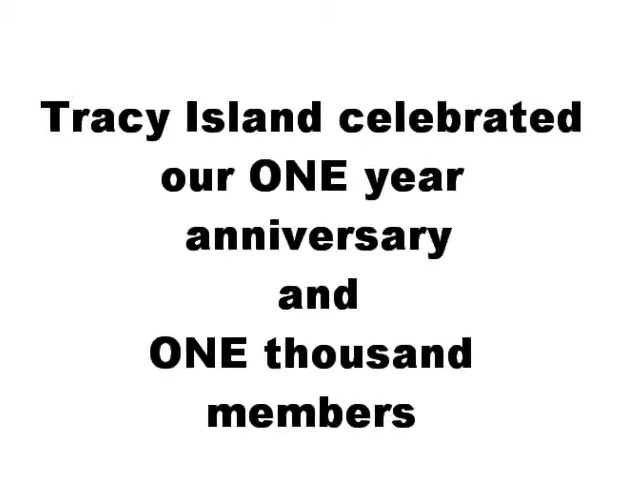 Tracy Island celebrated
our ONE year
anniversary
and
ONE thousand
members